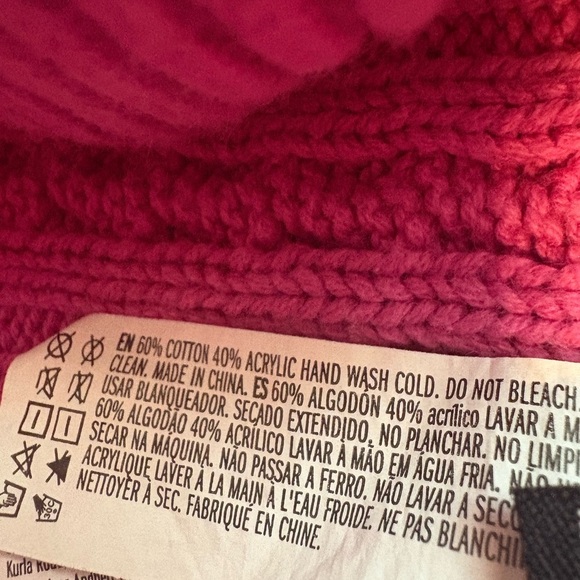 EN 60% COTTON 40% ACRYLIC HAND WASH COLD. DO NOT BLEACH
CLEAN. MADE IN CHINA. ES 60% ALGODÓN 40% acrílico LAVAR A M
USAR BLANQUEADOR. SECADO EXTENDIDO, NO PLANCHAR. NO LIMPI
60% ALGODÃO 40% ACRÍLICO LAVAR À MÃO EM ÁGUA FRIA. NÃO
SECAR NA MÁQUINA. NÃO PASSAR A FERRO. NÃO LAVAR A SECO
ACRYLIQUE LAVER À LA MAIN À L'EAU FROIDE. NE PAS BLANCHI
NETTOYER À SEC. FABRIQUÉ EN CHINE.
30C
Kurla